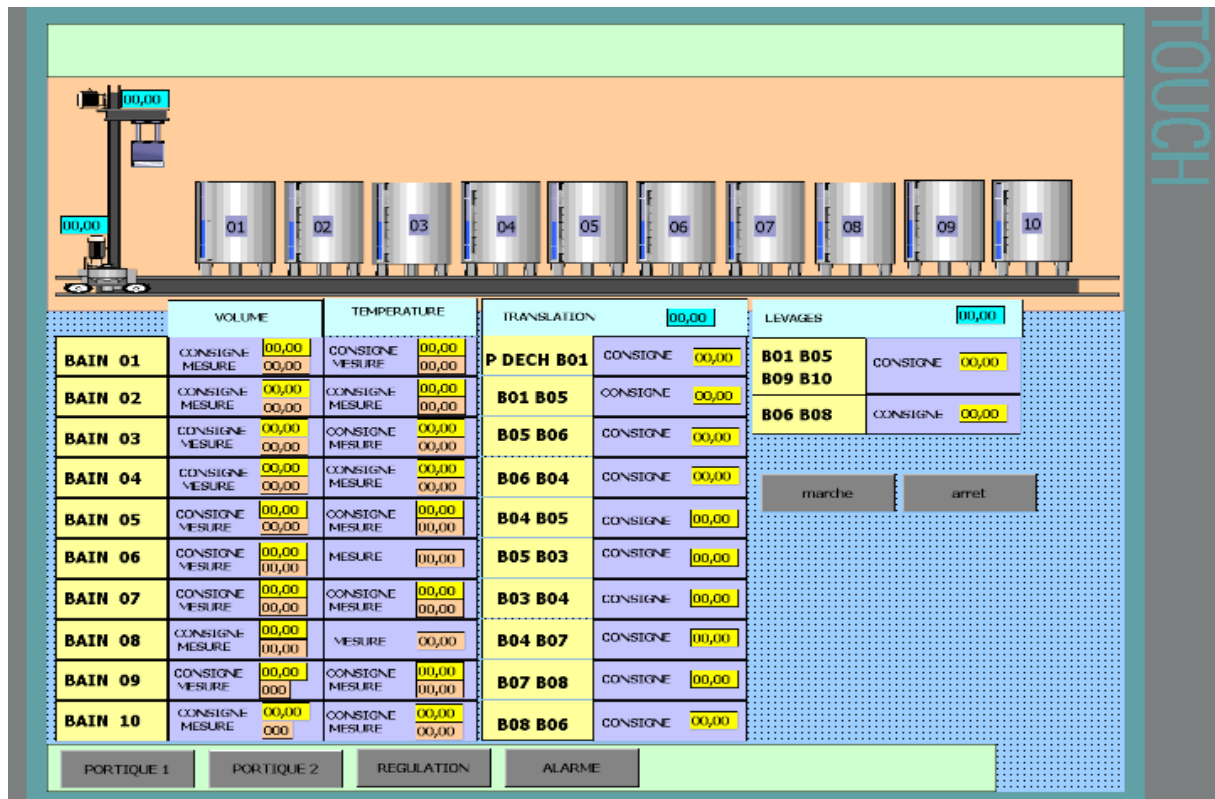 TOUCH
00,00
00,00
01 02 03 04 05 06 07 08 09 10
VOLUME TEMPERATURE TRANSLATION 00,00 LEVAGES 00,00
BAIN 01 CONSIGNE 00,00 CONSIGNE 00,00 P DECH B01 CONSIGNE 00,00 B01 B05 CONSIGNE 00,00
MESURE 00,00 MESURE 00,00 B09 B10
BAIN 02 CONSIGNE 00,00 CONSIGNE 00,00 B01 B05 CONSIGNE 00,00 B06 B08 CONSIGNE 00,00
MESURE 00,00 MESURE 00,00
BAIN 03 CONSIGNE 00,00 CONSIGNE 00,00 B05 B06 CONSIGNE 00,00
MESURE 00,00 MESURE 00,00
BAIN 04 CONSIGNE 00,00 CONSIGNE 00,00 B06 B04 CONSIGNE 00,00
MESURE 00,00 MESURE 00,00
marche arret
BAIN 05 CONSIGNE 00,00 CONSIGNE 00,00 B04 B05 CONSIGNE 00,00
MESURE 00,00 MESURE 00,00
BAIN 06 CONSIGNE 00,00 MESURE 00,00 B05 B03 CONSIGNE 00,00
MESURE 00,00
BAIN 07 CONSIGNE 00,00 CONSIGNE 00,00 B03 B04 CONSIGNE 00,00
MESURE 00,00 MESURE 00,00
BAIN 08 CONSIGNE 00,00 MESURE 00,00 B04 B07 CONSIGNE 00,00
MESURE 00,00
BAIN 09 CONSIGNE 00,00 CONSIGNE 00,00 B07 B08 CONSIGNE 00,00
MESURE 000 MESURE 00,00
BAIN 10 CONSIGNE 00,00 CONSIGNE 00,00 B08 B06 CONSIGNE 00,00
MESURE 000 MESURE 00,00
PORTIQUE 1 PORTIQUE 2 REGULATION ALARME